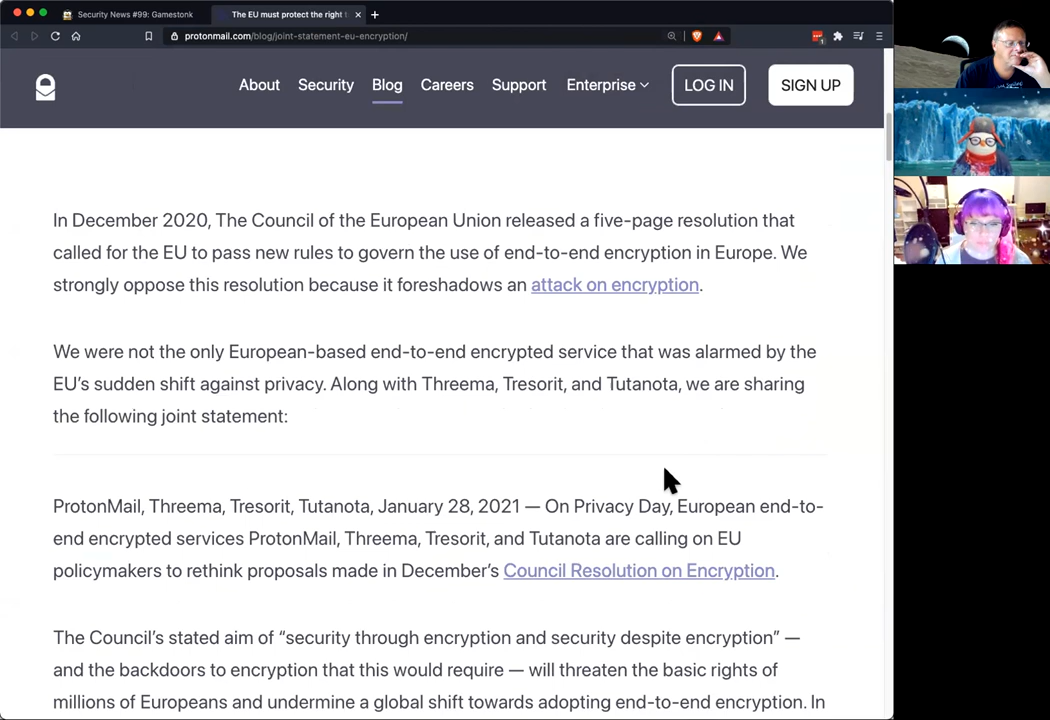 Security News #99: Gamestonk
The EU must protect the right t
protonmail.com/blog/joint-statement-eu-encryption/
About Security Blog Careers Support Enterprise LOG IN SIGN UP
In December 2020, The Council of the European Union released a five-page resolution that
called for the EU to pass new rules to govern the use of end-to-end encryption in Europe. We
strongly oppose this resolution because it foreshadows an attack on encryption.
We were not the only European-based end-to-end encrypted service that was alarmed by the
EU’s sudden shift against privacy. Along with Threema, Tresorit, and Tutanota, we are sharing
the following joint statement:
ProtonMail, Threema, Tresorit, Tutanota, January 28, 2021 — On Privacy Day, European end-to-
end encrypted services ProtonMail, Threema, Tresorit, and Tutanota are calling on EU
policymakers to rethink proposals made in December’s Council Resolution on Encryption.
The Council’s stated aim of “security through encryption and security despite encryption” —
and the backdoors to encryption that this would require — will threaten the basic rights of
millions of Europeans and undermine a global shift towards adopting end-to-end encryption. In